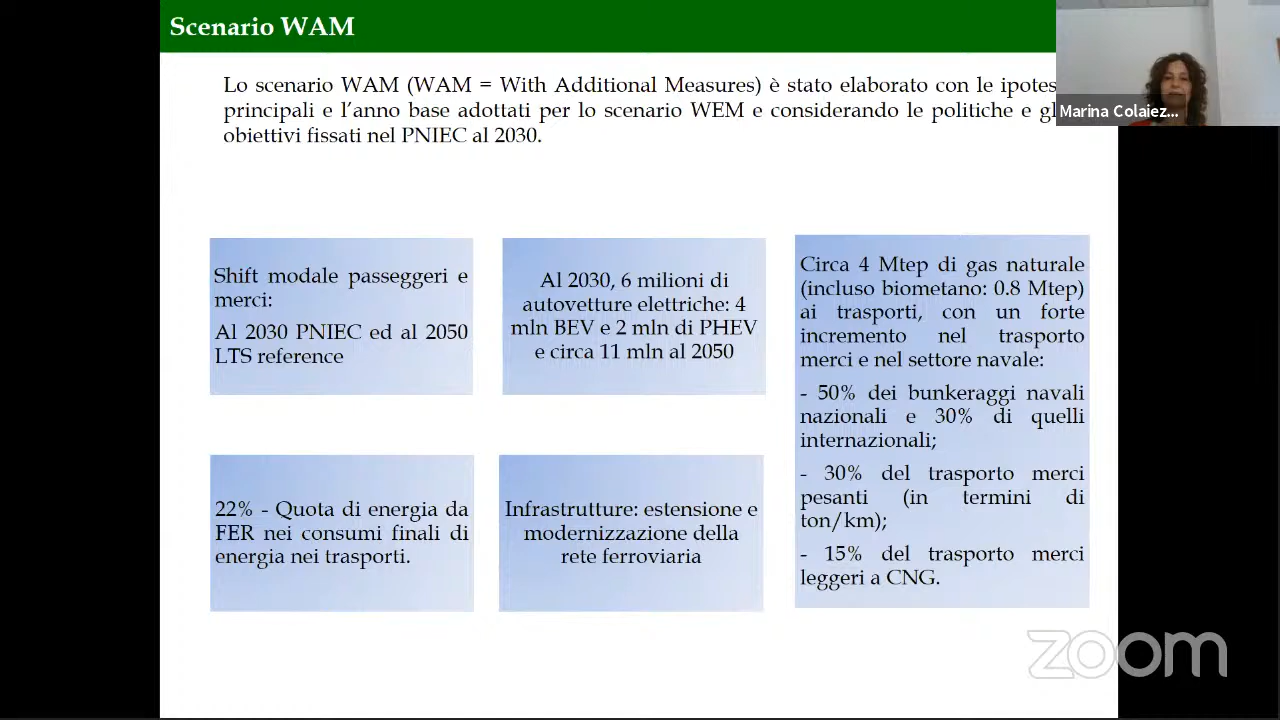 Scenario WAM
Lo scenario WAM (WAM = With Additional Measures) è stato elaborato con le
principali e l'anno base adottati per lo scenario WEM e considerando le politiche e
obiettivi fissati nel PNIEC al 2030.
Marina Colaiez...
Shift modale passeggeri e
merci:
Al 2030 PNIEC ed al 2050
LTS reference
Al 2030, 6 milioni di
autovetture elettriche: 4
mln BEV e 2 mln di PHEV
e circa 11 mln al 2050
Circa 4 Mtep di gas naturale
(incluso biometano: 0.8 Mtep)
ai trasporti, con un forte
incremento nel trasporto
merci e nel settore navale:
- 50% dei bunkeraggi navali
nazionali e 30% di quelli
internazionali;
- 30% del trasporto merci
pesanti (in termini di
ton/km);
- 15% del trasporto merci
leggeri a CNG.
22% - Quota di energia da
FER nei consumi finali di
energia nei trasporti.
Infrastrutture: estensione e
modernizzazione della
rete ferroviaria
zoom